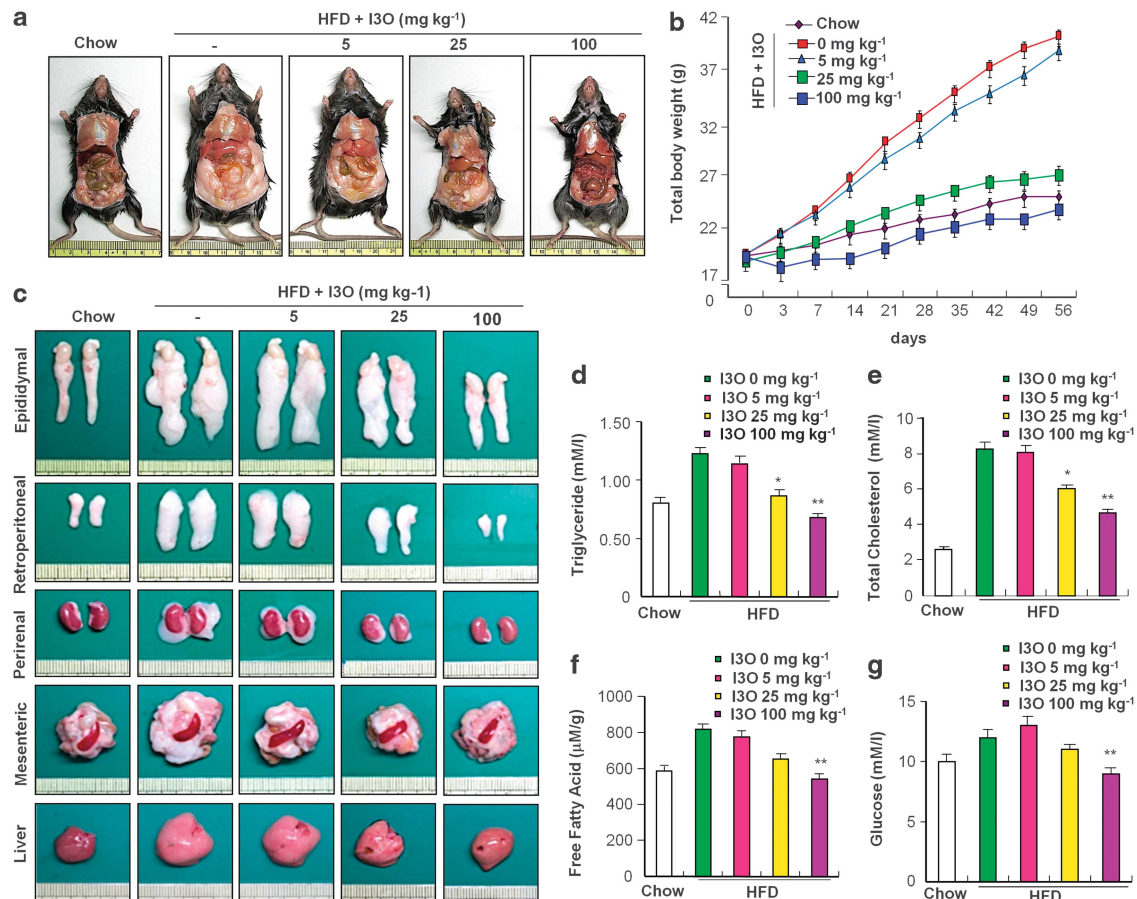 a
HFD + I3O (mg kg-1)
Chow - 5 25 100
b
Total body weight (g)
42
37
32
27
22
17
0
Chow
HFD + I3O
0 mg kg-1
5 mg kg-1
25 mg kg-1
100 mg kg-1
0 3 7 14 21 28 35 42 49 56
days
c
HFD + I3O (mg kg-1)
Chow - 5 25 100
Epididymal
Retroperitoneal
Perirenal
Mesenteric
Liver
d
I3O 0 mg kg-1
I3O 5 mg kg-1
I3O 25 mg kg-1
I3O 100 mg kg-1
Triglyceride (mM/l)
1.50
1.00
0.50
0
* **
Chow HFD
e
I3O 0 mg kg-1
I3O 5 mg kg-1
I3O 25 mg kg-1
I3O 100 mg kg-1
Total Cholesterol (mM/l)
10
8
6
4
2
0
* **
Chow HFD
f
I3O 0 mg kg-1
I3O 5 mg kg-1
I3O 25 mg kg-1
I3O 100 mg kg-1
Free Fatty Acid (μM/g)
1000
800
600
400
200
0
**
Chow HFD
g
I3O 0 mg kg-1
I3O 5 mg kg-1
I3O 25 mg kg-1
I3O 100 mg kg-1
Glucose (mM/l)
15
10
15
0
**
Chow HFD